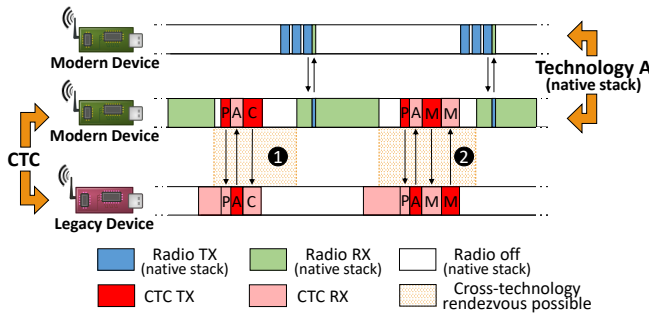 Modern Device
Technology A
(native stack)
P A C
P A M M
Modern Device
CTC
1
2
P A C
P A M M
Legacy Device
Radio TX
(native stack)
Radio RX
(native stack)
Radio off
(native stack)
CTC TX
CTC RX
Cross-technology
rendezvous possible